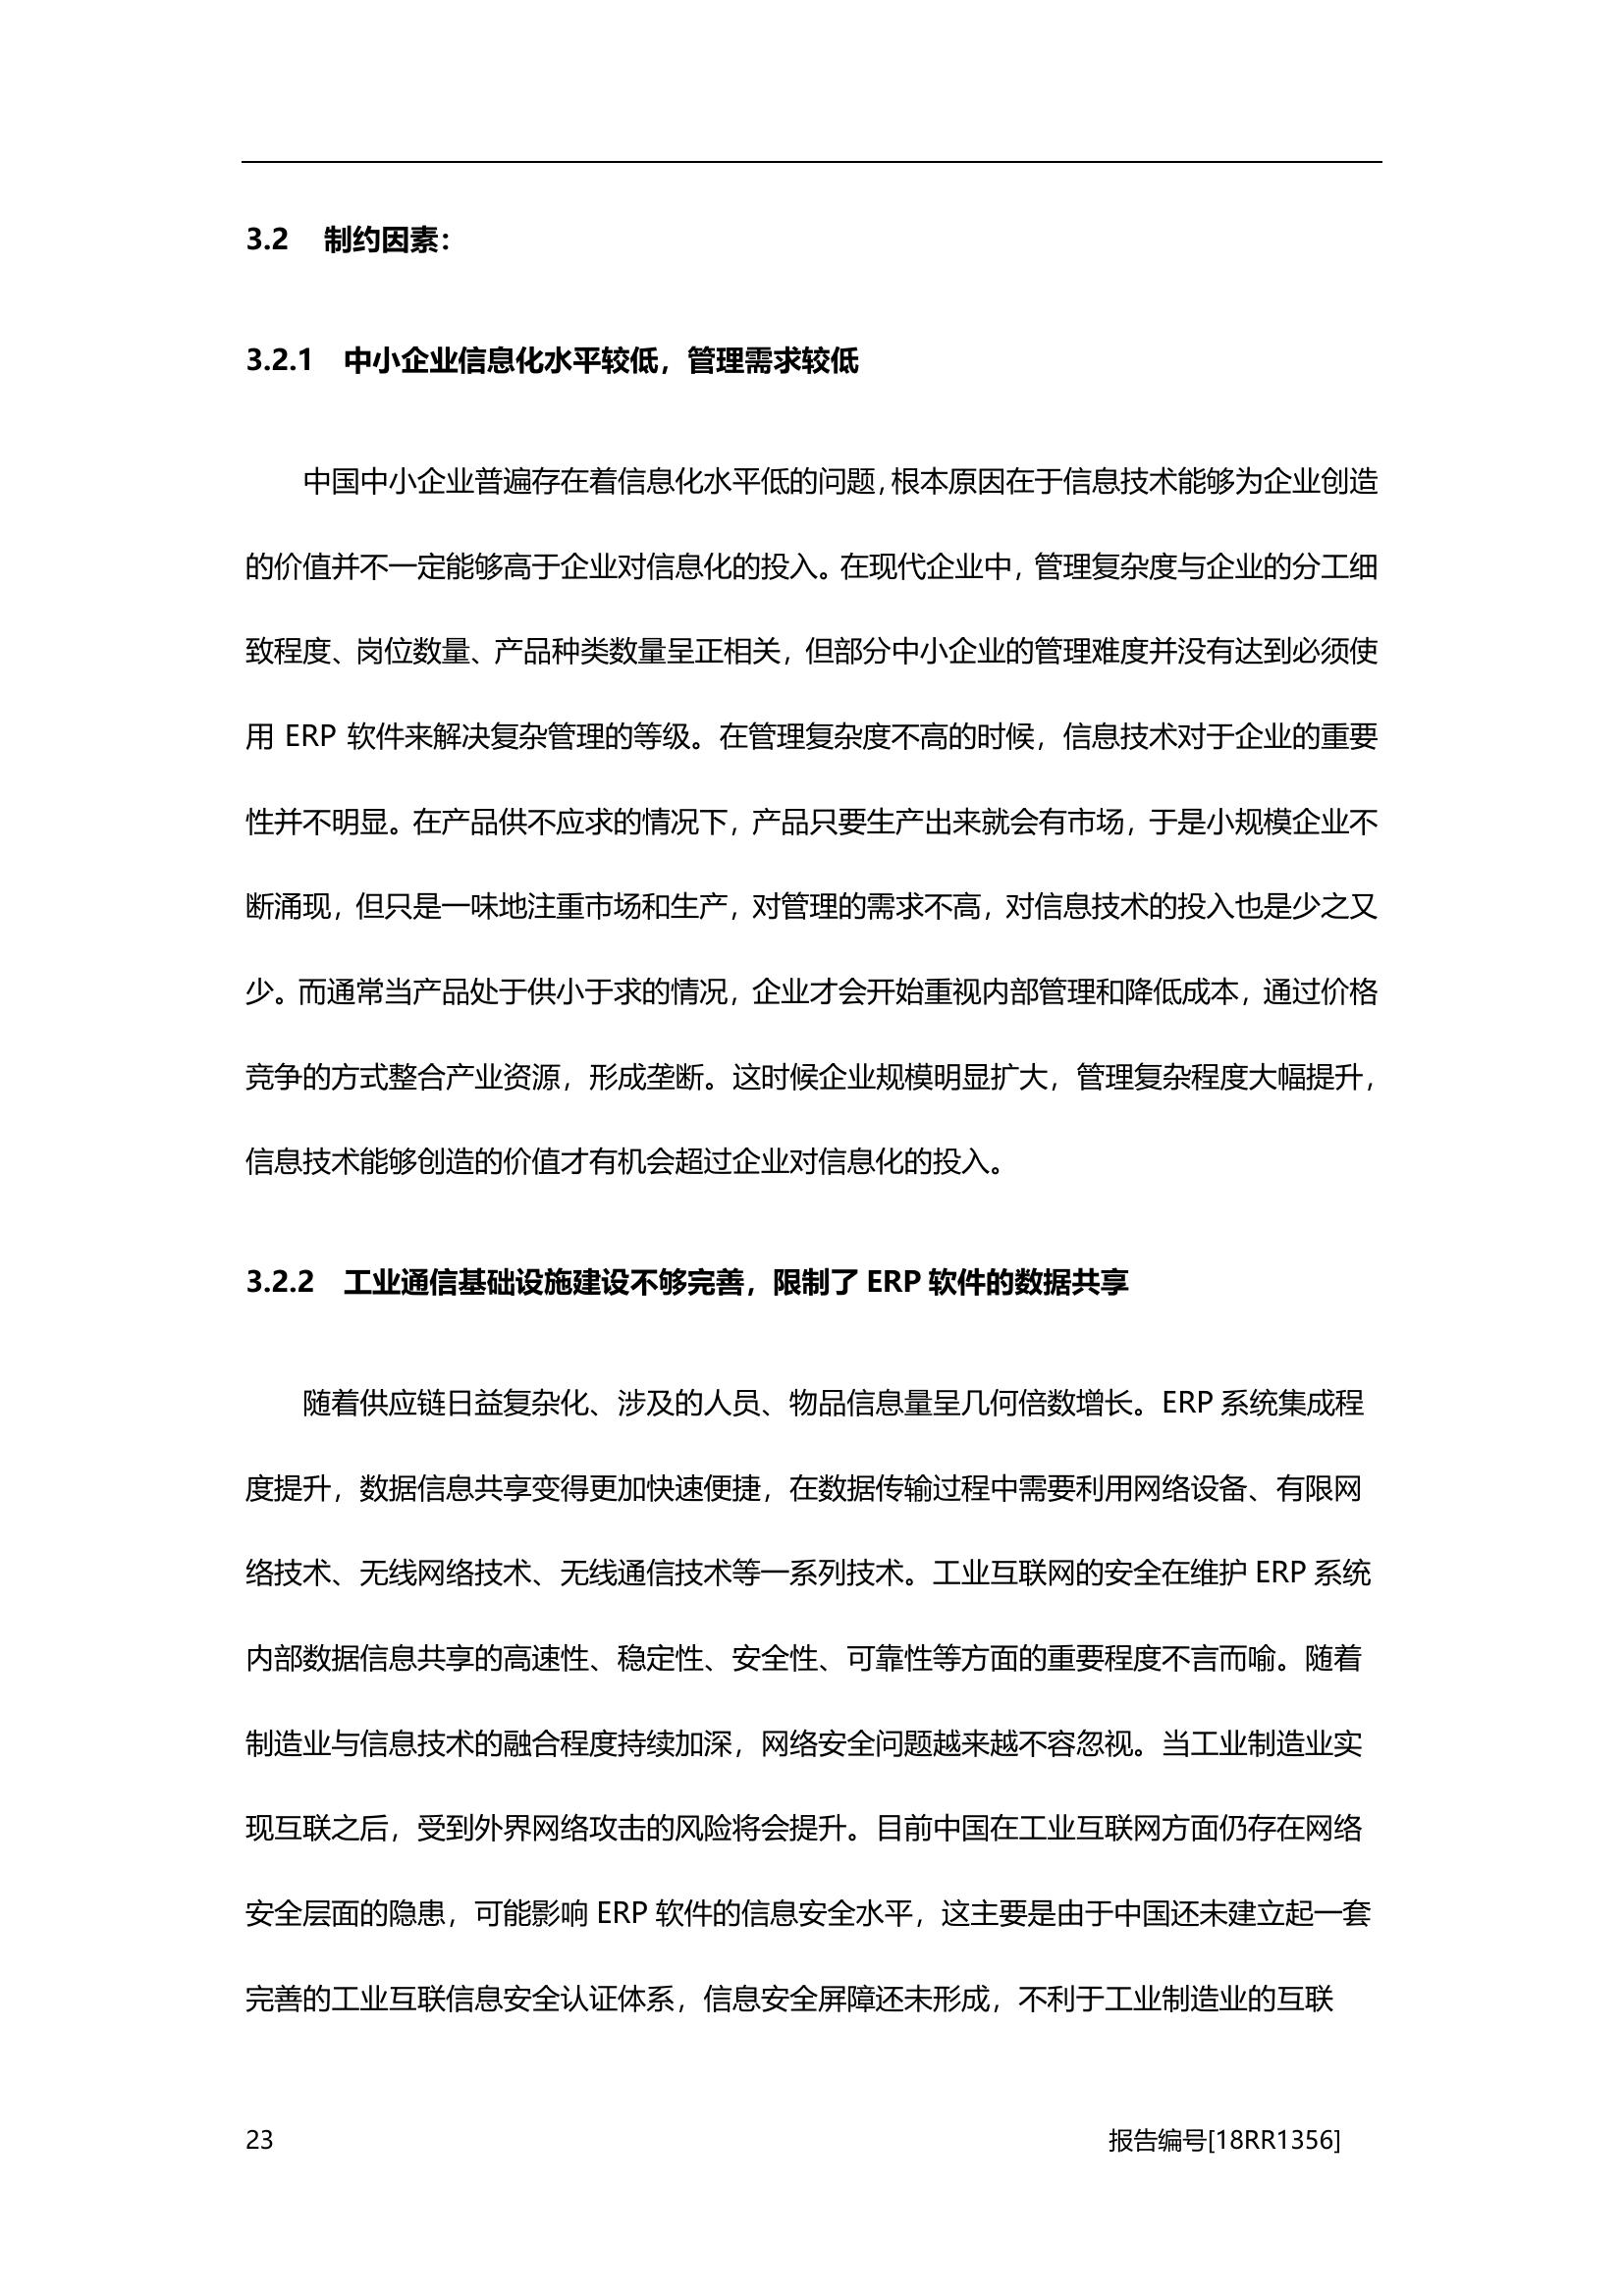 3.2 制约因素：
3.2.1 中小企业信息化水平较低，管理需求较低
中国中小企业普遍存在着信息化水平低的问题，根本原因在于信息技术能够为企业创造
的价值并不一定能够高于企业对信息化的投入。在现代企业中，管理复杂度与企业的分工细
致程度、岗位数量、产品种类数量呈正相关，但部分中小企业的管理难度并没有达到必须使
用 ERP 软件来解决复杂管理的等级。在管理复杂度不高的时候，信息技术对于企业的重要
性并不明显。在产品供不应求的情况下，产品只要生产出来就会有市场，于是小规模企业不
断涌现，但只是一味地注重市场和生产，对管理的需求不高，对信息技术的投入也是少之又
少。而通常当产品处于供小于求的情况，企业才会开始重视内部管理和降低成本，通过价格
竞争的方式整合产业资源，形成垄断。这时候企业规模明显扩大，管理复杂程度大幅提升，
信息技术能够创造的价值才有机会超过企业对信息化的投入。
3.2.2 工业通信基础设施建设不够完善，限制了 ERP 软件的数据共享
随着供应链日益复杂化、涉及的人员、物品信息量呈几何倍数增长。ERP 系统集成程
度提升，数据信息共享变得更加快速便捷，在数据传输过程中需要利用网络设备、有限网
络技术、无线网络技术、无线通信技术等一系列技术。工业互联网的安全在维护 ERP 系统
内部数据信息共享的高速性、稳定性、安全性、可靠性等方面的重要程度不言而喻。随着
制造业与信息技术的融合程度持续加深，网络安全问题越来越不容忽视。当工业制造业实
现互联之后，受到外界网络攻击的风险将会提升。目前中国在工业互联网方面仍存在网络
安全层面的隐患，可能影响 ERP 软件的信息安全水平，这主要是由于中国还未建立起一套
完善的工业互联信息安全认证体系，信息安全屏障还未形成，不利于工业制造业的互联
23 报告编号[18RR1356]